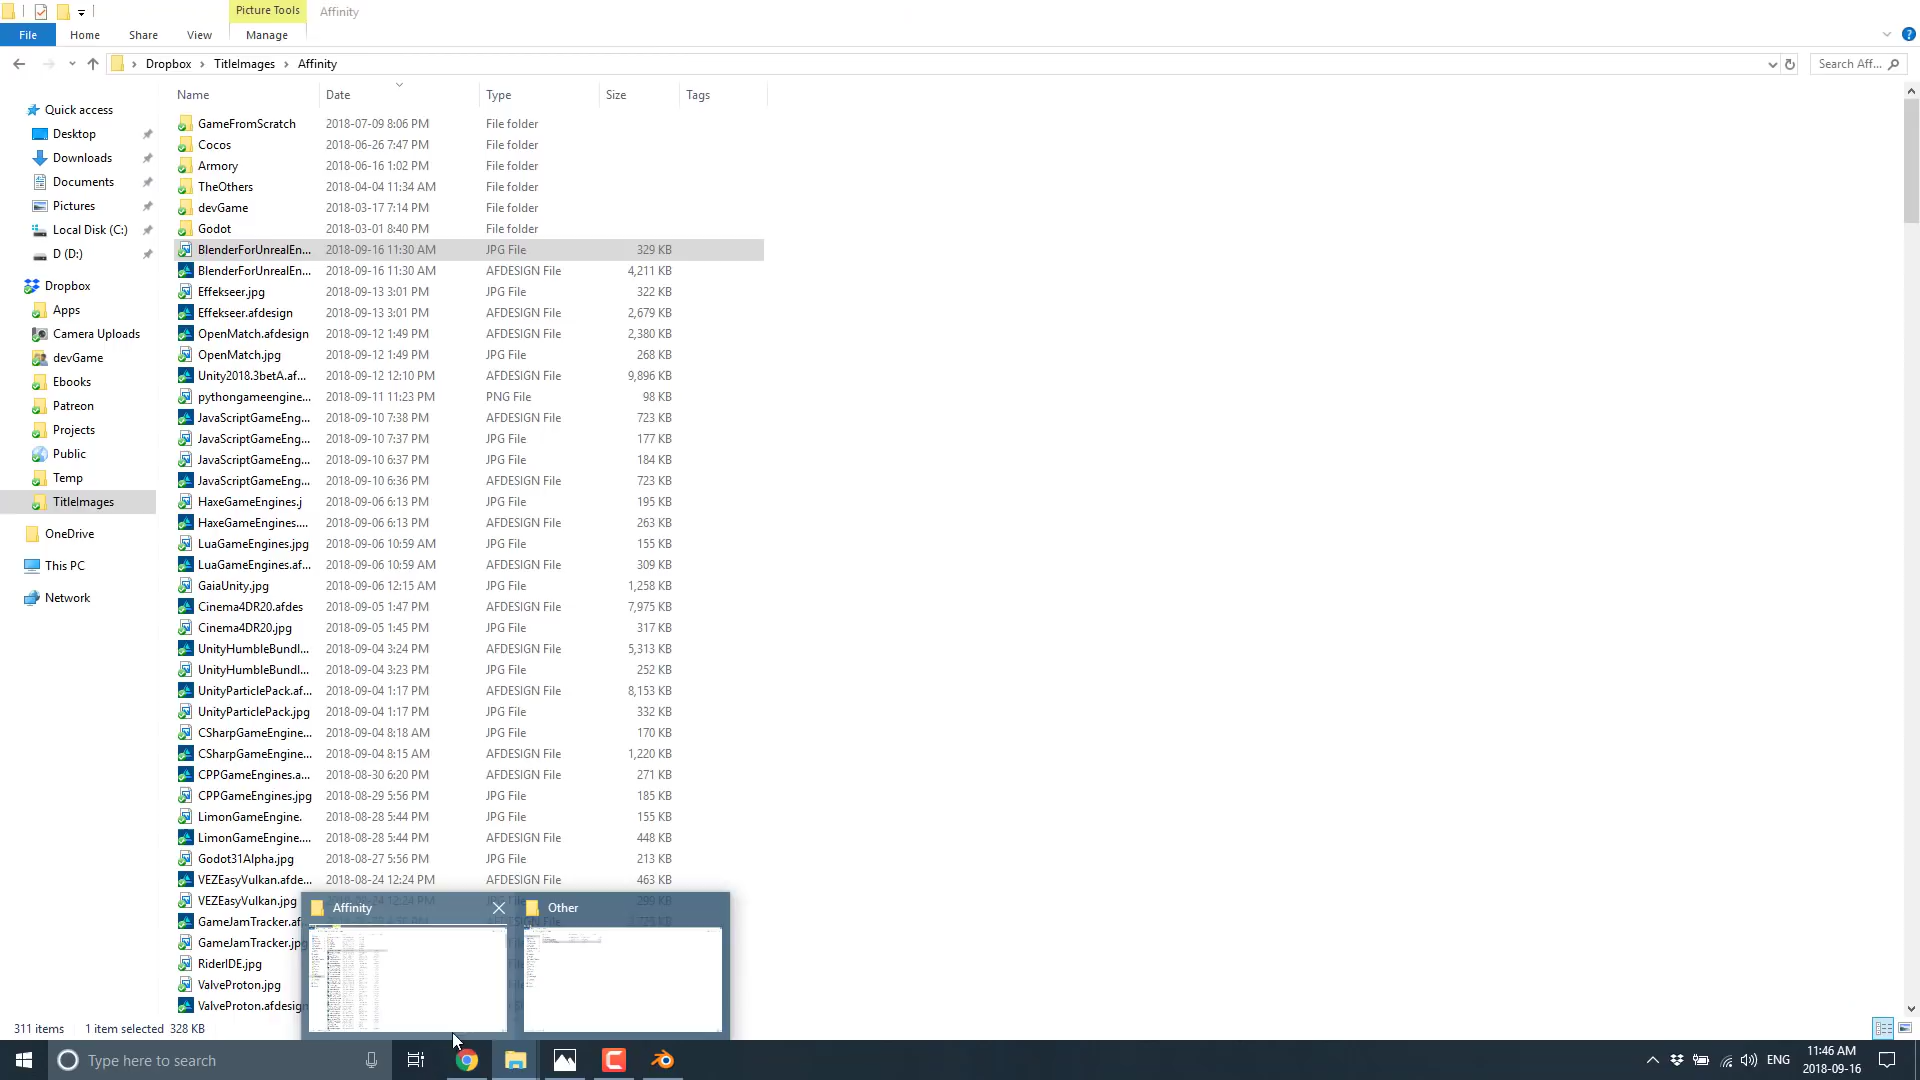 Picture Tools
Affinity
File
Home
Share
View
Manage
Dropbox
TitleImages
Affinity
Search Aff...
Name
Date
Type
Size
Tags
Quick access
Desktop
Downloads
Documents
Pictures
Local Disk (C:)
D (D:)
Dropbox
Apps
Camera Uploads
devGame
Ebooks
Patreon
Projects
Public
Temp
TitleImages
OneDrive
This PC
Network
GameFromScratch 2018-07-09 8:06 PM File folder
Cocos 2018-06-26 7:47 PM File folder
Armory 2018-06-16 1:02 PM File folder
TheOthers 2018-04-04 11:34 AM File folder
devGame 2018-03-17 7:14 PM File folder
Godot 2018-03-01 8:40 PM File folder
BlenderForUnrealEn... 2018-09-16 11:30 AM JPG File 329 KB
BlenderForUnrealEn... 2018-09-16 11:30 AM AFDESIGN File 4,211 KB
Effekseer.jpg 2018-09-13 3:01 PM JPG File 322 KB
Effekseer.afdesign 2018-09-13 3:01 PM AFDESIGN File 2,679 KB
OpenMatch.afdesign 2018-09-12 1:49 PM AFDESIGN File 2,380 KB
OpenMatch.jpg 2018-09-12 1:49 PM JPG File 268 KB
Unity2018.3betA.af... 2018-09-12 12:10 PM AFDESIGN File 9,896 KB
pythongameengine... 2018-09-11 11:23 PM PNG File 98 KB
JavaScriptGameEng... 2018-09-10 7:38 PM AFDESIGN File 723 KB
JavaScriptGameEng... 2018-09-10 7:37 PM JPG File 177 KB
JavaScriptGameEng... 2018-09-10 6:37 PM JPG File 184 KB
JavaScriptGameEng... 2018-09-10 6:36 PM AFDESIGN File 723 KB
HaxeGameEngines.j 2018-09-06 6:13 PM JPG File 195 KB
HaxeGameEngines.... 2018-09-06 6:13 PM AFDESIGN File 263 KB
LuaGameEngines.jpg 2018-09-06 10:59 AM JPG File 155 KB
LuaGameEngines.af... 2018-09-06 10:59 AM AFDESIGN File 309 KB
GaiaUnity.jpg 2018-09-06 12:15 AM JPG File 1,258 KB
Cinema4DR20.afdes 2018-09-05 1:47 PM AFDESIGN File 7,975 KB
Cinema4DR20.jpg 2018-09-05 1:45 PM JPG File 317 KB
UnityHumbleBundl... 2018-09-04 3:24 PM AFDESIGN File 5,313 KB
UnityHumbleBundl... 2018-09-04 3:23 PM JPG File 252 KB
UnityParticlePack.af... 2018-09-04 1:17 PM AFDESIGN File 8,153 KB
UnityParticlePack.jpg 2018-09-04 1:17 PM JPG File 332 KB
CSharpGameEngine... 2018-09-04 8:18 AM JPG File 170 KB
CSharpGameEngine... 2018-09-04 8:15 AM AFDESIGN File 1,220 KB
CPPGameEngines.a... 2018-08-30 6:20 PM AFDESIGN File 271 KB
CPPGameEngines.jpg 2018-08-29 5:56 PM JPG File 185 KB
LimonGameEngine. 2018-08-28 5:44 PM JPG File 155 KB
LimonGameEngine.... 2018-08-28 5:44 PM AFDESIGN File 448 KB
Godot31Alpha.jpg 2018-08-27 5:56 PM JPG File 213 KB
VEZEasyVulkan.afde... 2018-08-24 12:24 PM AFDESIGN File 463 KB
VEZEasyVulkan.jpg
GameJamTracker.af
GameJamTracker.jpg
RiderIDE.jpg
ValveProton.jpg
ValveProton.afdesign
Affinity
Other
311 items
1 item selected 328 KB
Type here to search
ENG
11:46 AM
2018-09-16